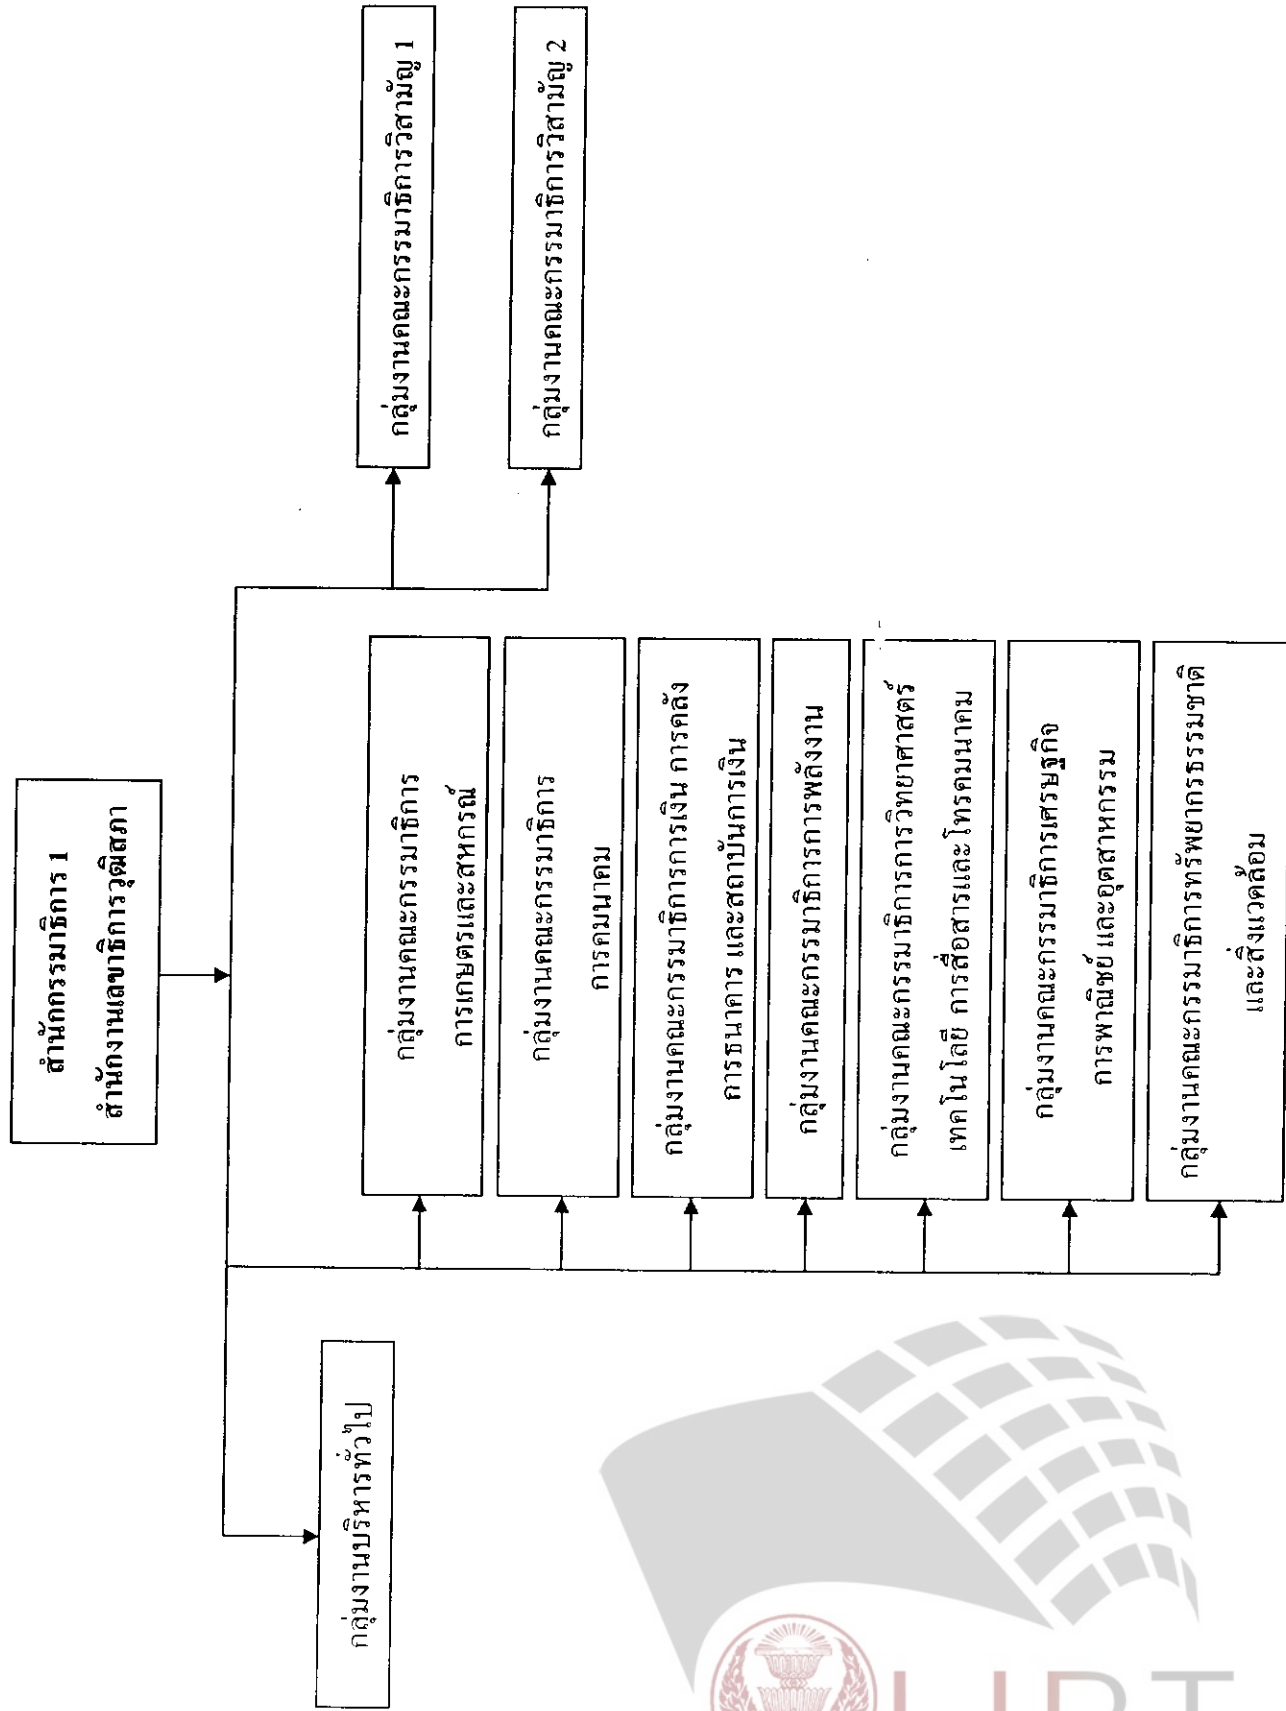 สำนักกรรมาธิการ 1
สำนักงานเลขาธิการวุฒิสภา
กลุ่มงานบริหารทั่วไป
กลุ่มงานคณะกรรมาธิการ
การเกษตรและสหกรณ์
กลุ่มงานคณะกรรมาธิการ
การคมนาคม
กลุ่มงานคณะกรรมาธิการการเงิน การคลัง
การธนาคาร และสถาบันการเงิน
กลุ่มงานคณะกรรมาธิการการพลังงาน
กลุ่มงานคณะกรรมาธิการการวิทยาศาสตร์
เทคโนโลยี การสื่อสารและโทรคมนาคม
กลุ่มงานคณะกรรมาธิการเศรษฐกิจ
การพาณิชย์ และอุตสาหกรรม
กลุ่มงานคณะกรรมาธิการทรัพยากรธรรมชาติ
และสิ่งแวดล้อม
กลุ่มงานคณะกรรมาธิการวิสามัญ 1
กลุ่มงานคณะกรรมาธิการวิสามัญ 2